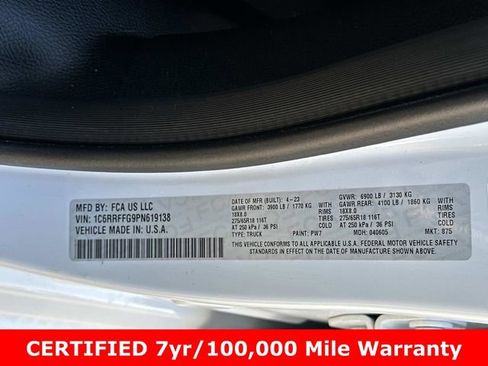 MFD BY: FCA US LLC
VIN: 1C6RRFFG9PN619138
VEHICLE MADE IN: U.S.A.
DATE OF MFR (BUILT): 4-23
GAWR FRONT: 3900 LB / 1770 KG
18X8.0
275/65R18 116T
AT 250 kPa / 36 PSI
RIMS
TIRES
COLD
GVWR: 6900 LB / 3130 KG
GAWR REAR: 4100 LB / 1860 KG
18X8.0
275/65R18 116T
AT 250 kPa / 36 PSI
RIMS
TIRES
COLD
THIS VEHICLE CONFORMS TO ALL APPLICABLE U.S.A. FEDERAL MOTOR VEHICLE SAFETY
STANDARDS IN EFFECT ON THE DATE OF MANUFACTURE SHOWN ABOVE.
TYPE: TRUCK PAINT: PW7 MDH: 040605 MKT: 875
CERTIFIED 7yr/100,000 Mile Warranty